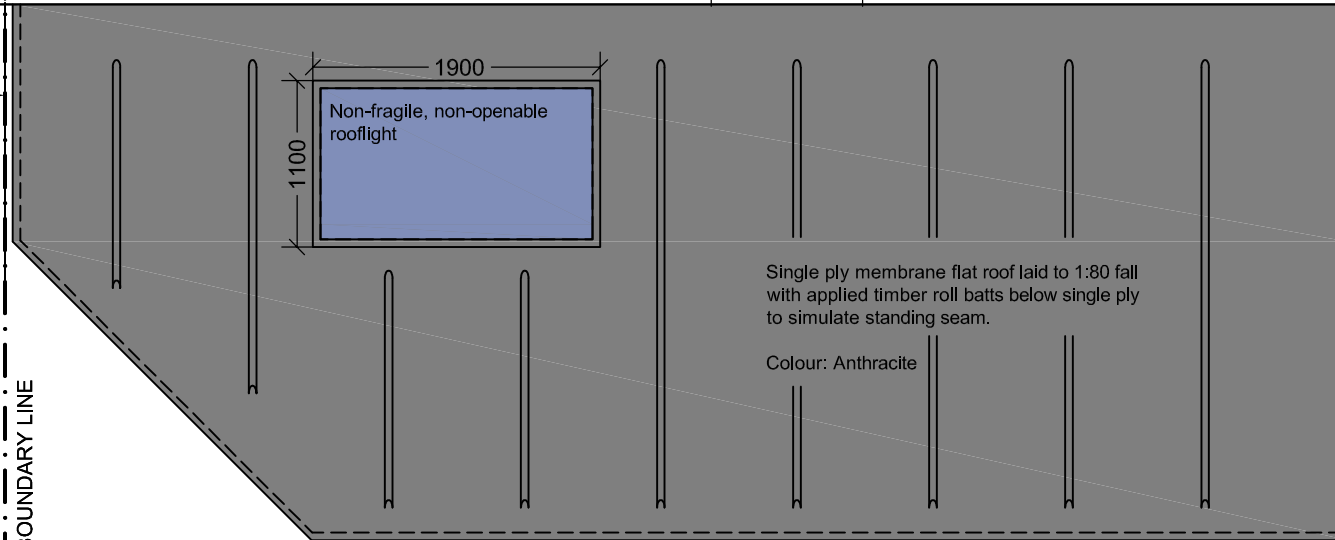 1900
1100
Non-fragile, non-openable
rooflight
Single ply membrane flat roof laid to 1:80 fall
with applied timber roll batts below single ply
to simulate standing seam.
Colour: Anthracite
OUNDARY LINE